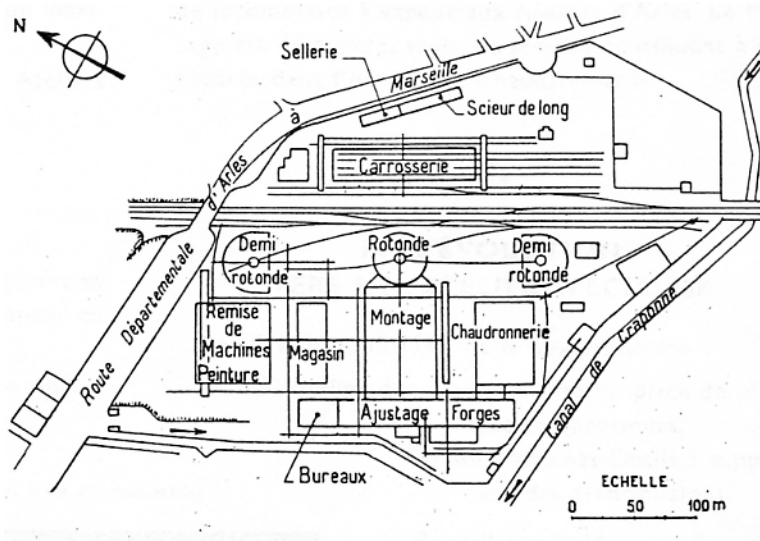 N
Sellerie
Marseille
à
Scieur de long
Carrosserie
d'Arles
Route Départementale
Demi
rotonde
Rotonde
Demi
rotonde
Remise
de
Machines
Peinture
Magasin
Montage
Chaudronnerie
Canal de Craponne
Ajustage
Forges
Bureaux
ECHELLE
0
50
100 m